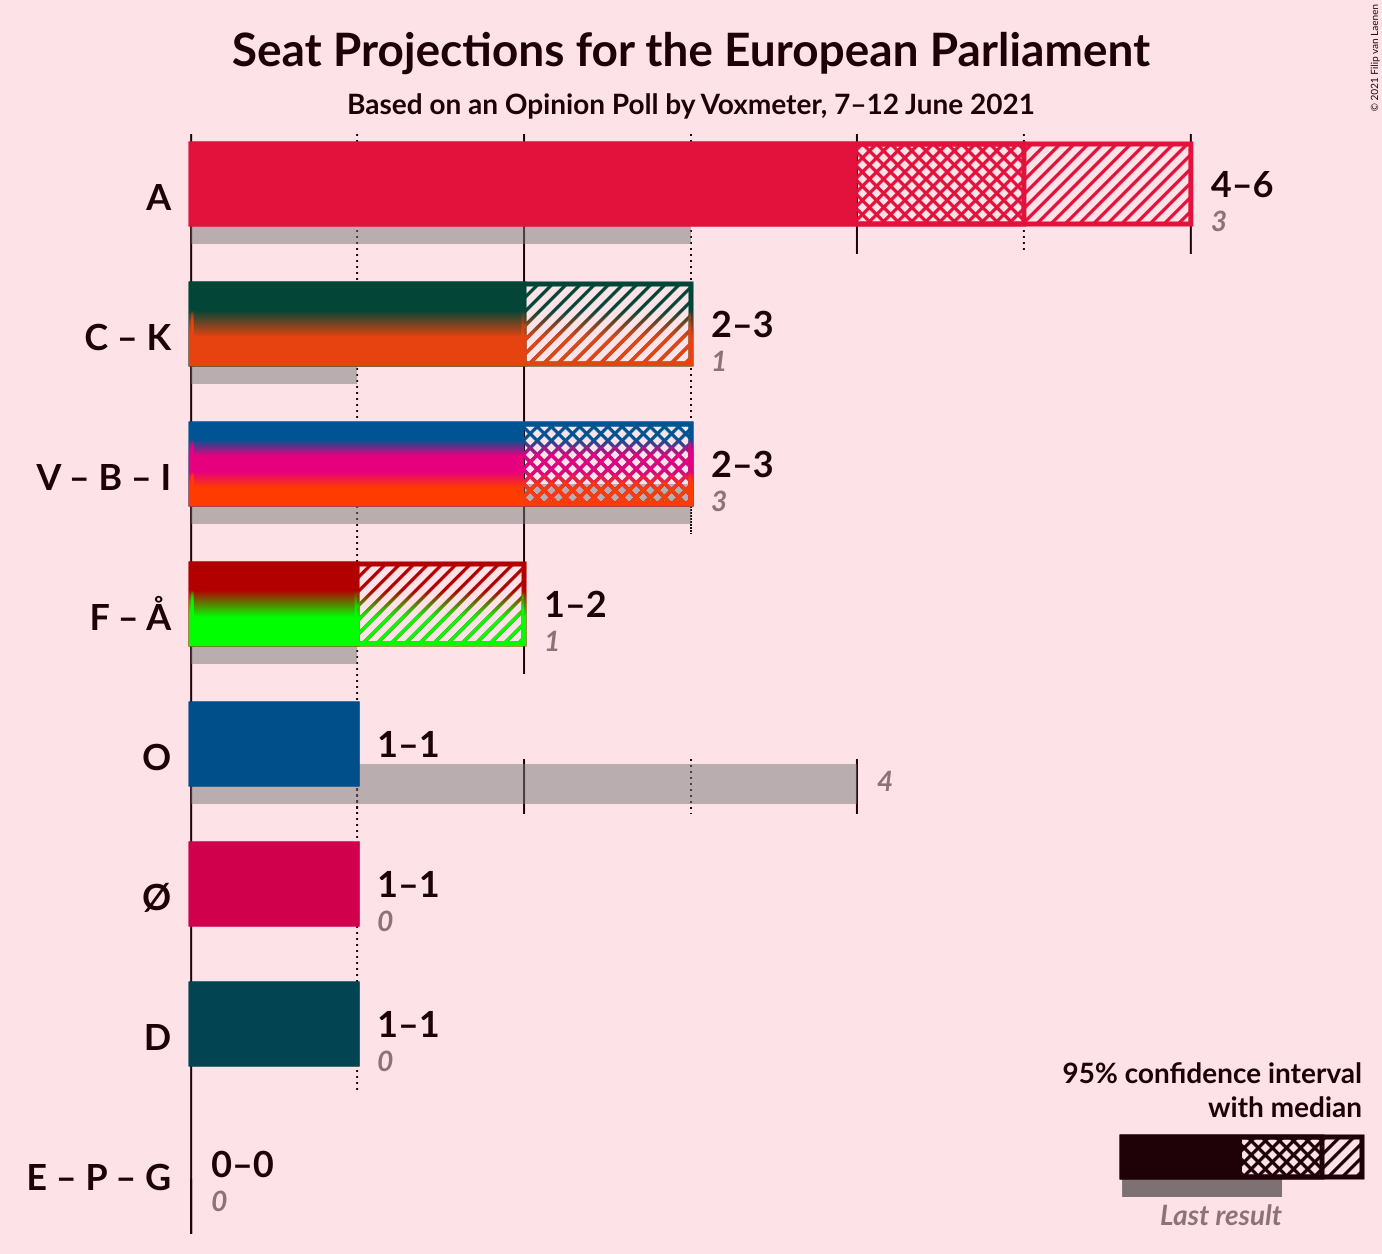 Seat Projections for the European Parliament
Based on an Opinion Poll by Voxmeter, 7–12 June 2021
© 2021 Filip van Laenen
A
4–6
3
C – K
2–3
1
V – B – I
2–3
3
F – Å
1–2
1
O
1–1
4
Ø
1–1
0
D
1–1
0
E – P – G
0–0
0
95% confidence interval
with median
Last result